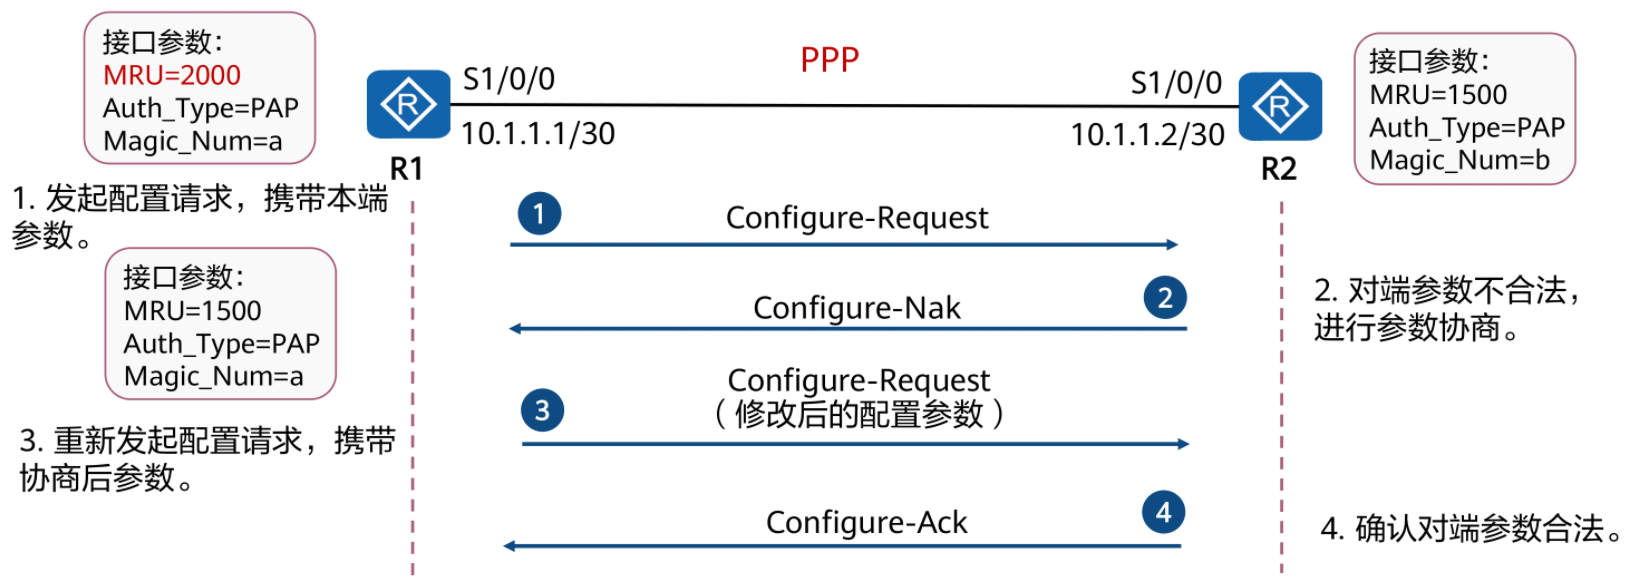 接口参数：
MRU=2000
Auth_Type=PAP
Magic_Num=a
PPP
S1/0/0
S1/0/0
10.1.1.1/30
10.1.1.2/30
R
R
R1
R2
接口参数：
MRU=1500
Auth_Type=PAP
Magic_Num=b
1. 发起配置请求，携带本端
参数。
1
Configure-Request
接口参数：
MRU=1500
Auth_Type=PAP
Magic_Num=a
2
Configure-Nak
2. 对端参数不合法，
进行参数协商。
3
Configure-Request
（修改后的配置参数）
3. 重新发起配置请求，携带
协商后参数。
4
Configure-Ack
4. 确认对端参数合法。